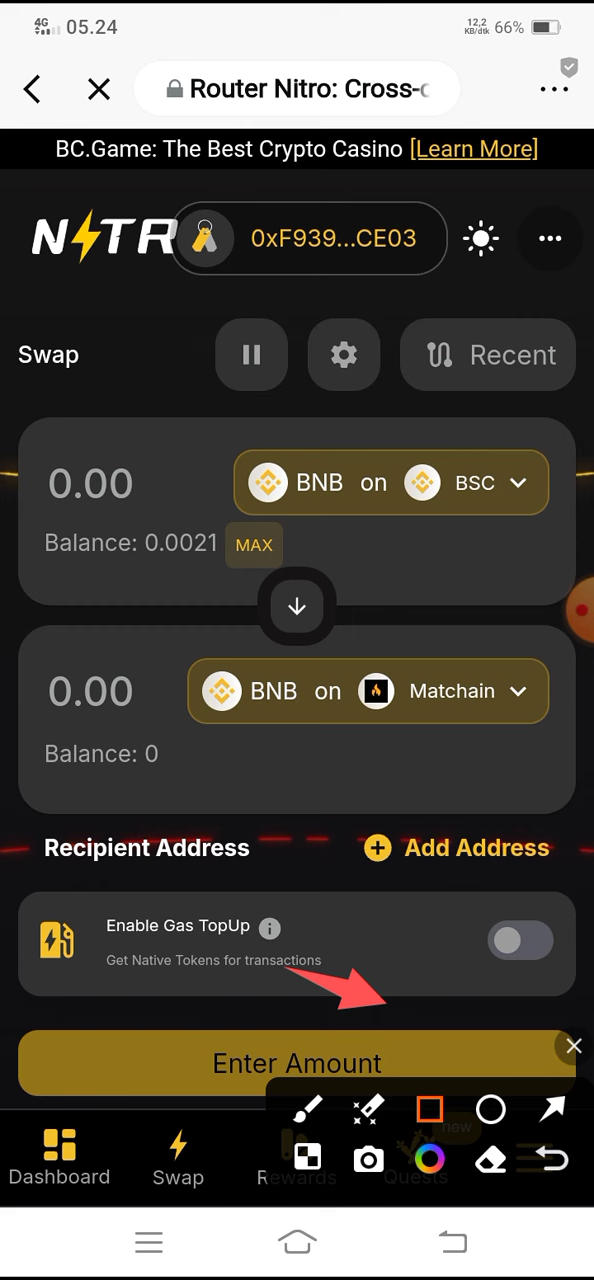 4G 05.24 12,2 KB/dtk 66%
Router Nitro: Cross-c
BC.Game: The Best Crypto Casino [Learn More]
NITR 0xF939...CE03
Swap Recent
0.00 BNB on BSC
Balance: 0.0021 MAX
0.00 BNB on Matchain
Balance: 0
Recipient Address Add Address
Enable Gas TopUp
Get Native Tokens for transactions
Enter Amount
new
Dashboard Swap Rewards Quests